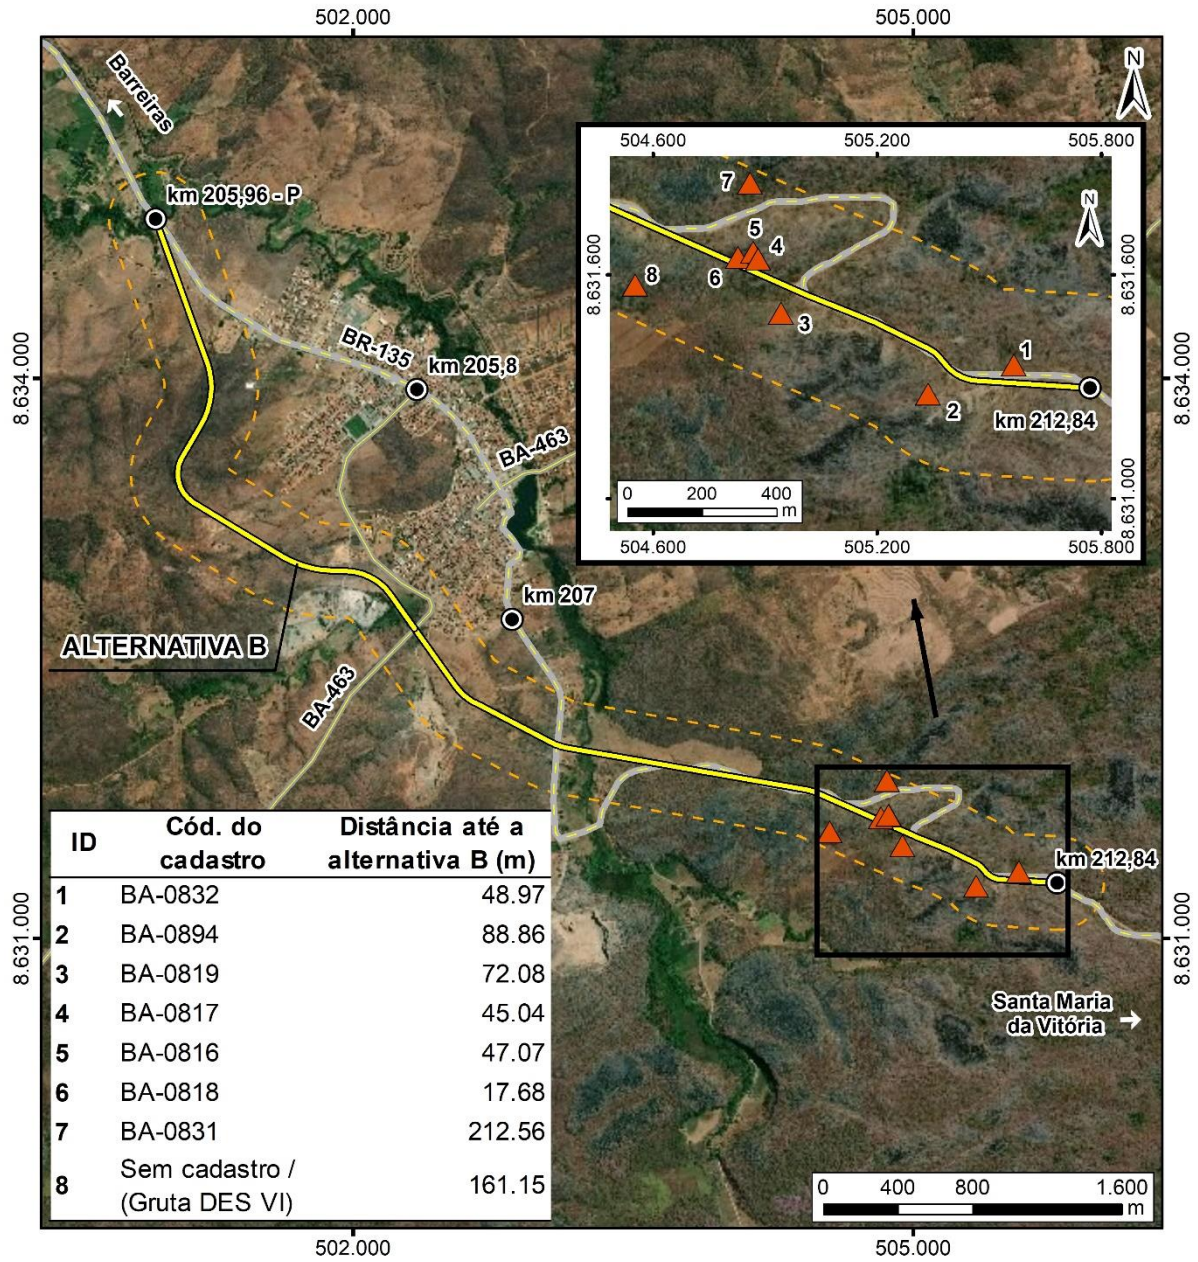 502.000
505.000
Barreiras
N
km 205,96 - P
504.600
505.200
505.800
N
7
5
4
6
8
3
1
2
km 212,84
8.631.600
8.631.600
8.631.000
8.631.000
0 200 400
m
504.600
505.200
505.800
8.634.000
8.634.000
BR-135
km 205,8
BA-463
km 207
ALTERNATIVA B
BA-463
km 212,84
8.631.000
8.631.000
Santa Maria
da Vitória
ID Cód. do cadastro Distância até a alternativa B (m)
1 BA-0832 48.97
2 BA-0894 88.86
3 BA-0819 72.08
4 BA-0817 45.04
5 BA-0816 47.07
6 BA-0818 17.68
7 BA-0831 212.56
8 Sem cadastro / (Gruta DES VI) 161.15
0 400 800 1.600
m
502.000
505.000